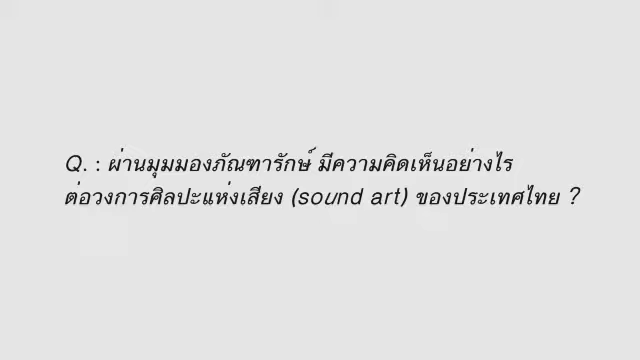 Q. : ผ่านมุมมองภัณฑารักษ์ มีความคิดเห็นอย่างไร
ต่อวงการศิลปะแห่งเสียง (sound art) ของประเทศไทย ?